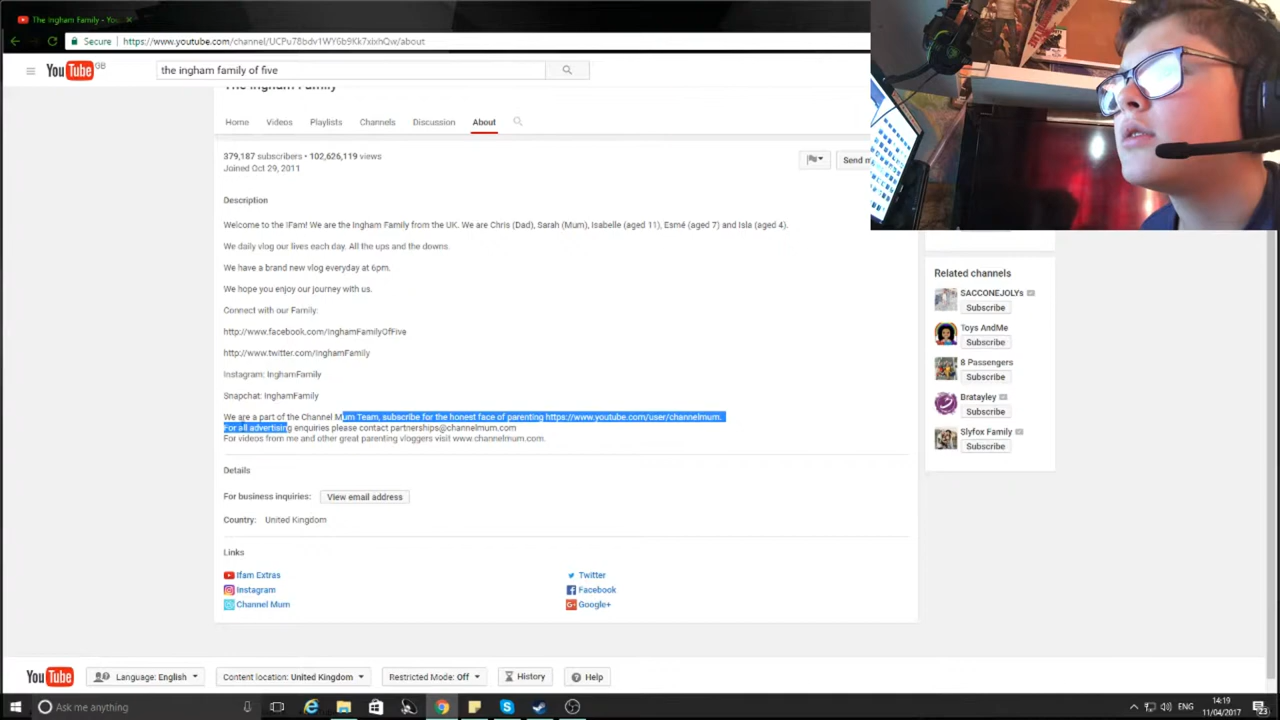 The Ingham Family - You
Secure https://www.youtube.com/channel/UCPu78bdv1WY6b9Kk7xixhQw/about
YouTube GB
the ingham family of five
The Ingham Family
Home Videos Playlists Channels Discussion About
379,187 subscribers • 102,626,119 views
Joined Oct 29, 2011
Send m
Description
Welcome to the IFam! We are the Ingham Family from the UK. We are Chris (Dad), Sarah (Mum), Isabelle (aged 11), Esmé (aged 7) and Isla (aged 4).
We daily vlog our lives each day. All the ups and the downs.
We have a brand new vlog everyday at 6pm.
We hope you enjoy our journey with us.
Connect with our Family:
http://www.facebook.com/InghamFamilyOfFive
http://www.twitter.com/InghamFamily
Instagram: InghamFamily
Snapchat: InghamFamily
We are a part of the Channel Mum Team, subscribe for the honest face of parenting https://www.youtube.com/user/channelmum.
For all advertising enquiries please contact partnerships@channelmum.com
For videos from me and other great parenting vloggers visit www.channelmum.com.
Details
For business inquiries: View email address
Country: United Kingdom
Links
Ifam Extras
Instagram
Channel Mum
Twitter
Facebook
Google+
Related channels
SACCONEJOLYs
Subscribe
Toys AndMe
Subscribe
8 Passengers
Subscribe
Bratayley
Subscribe
Slyfox Family
Subscribe
YouTube Language: English Content location: United Kingdom Restricted Mode: Off History Help
Ask me anything
ENG
14:19
11/04/2017
23